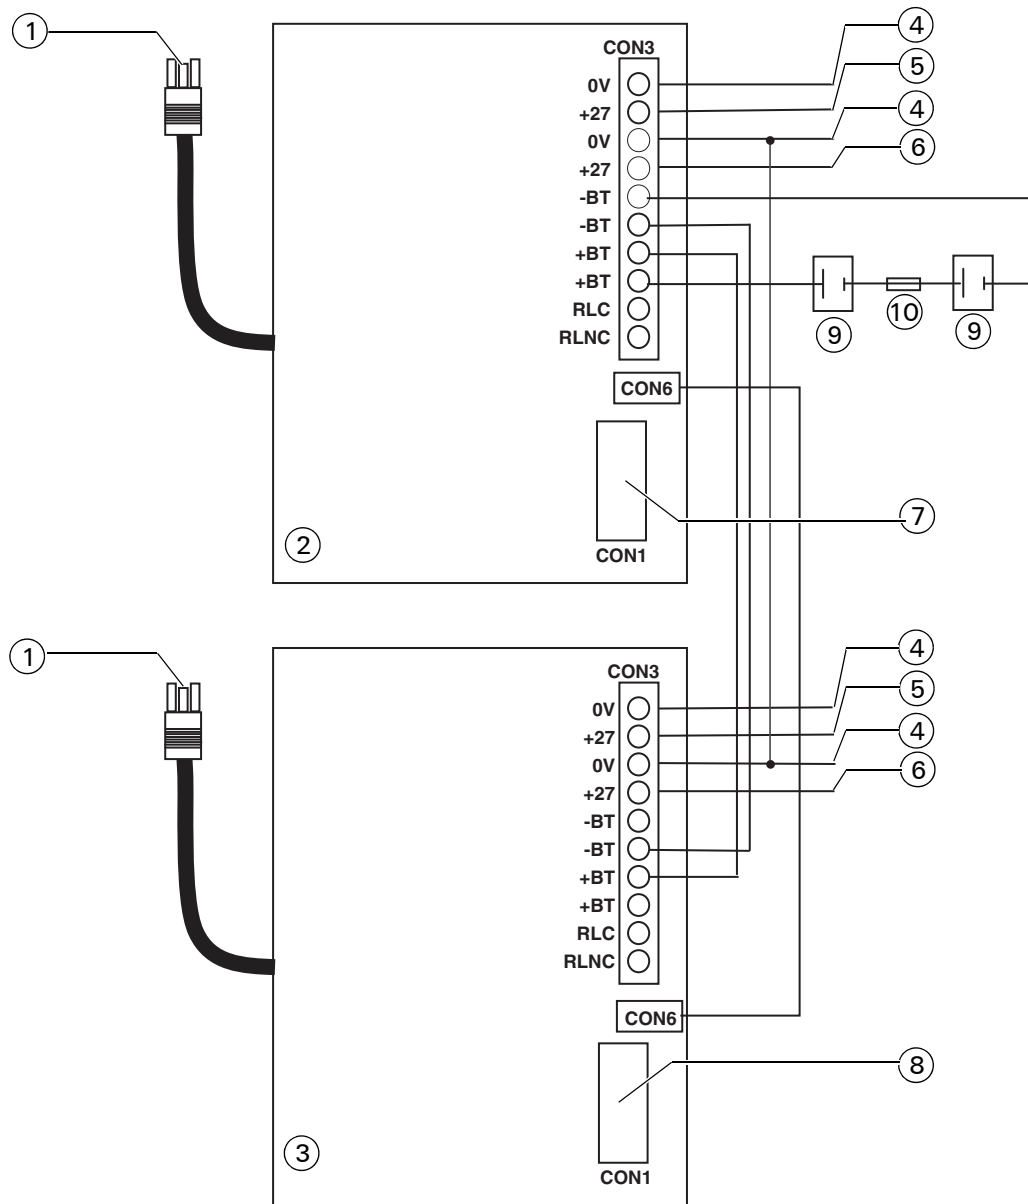 1
CON3
0V
4
+27
5
0V
4
+27
6
-BT
-BT
+BT
+BT
RLC
RLNC
9
10
9
CON6
7
2
CON1
1
CON3
0V
4
+27
5
0V
4
+27
6
-BT
-BT
+BT
+BT
RLC
RLNC
CON6
8
3
CON1